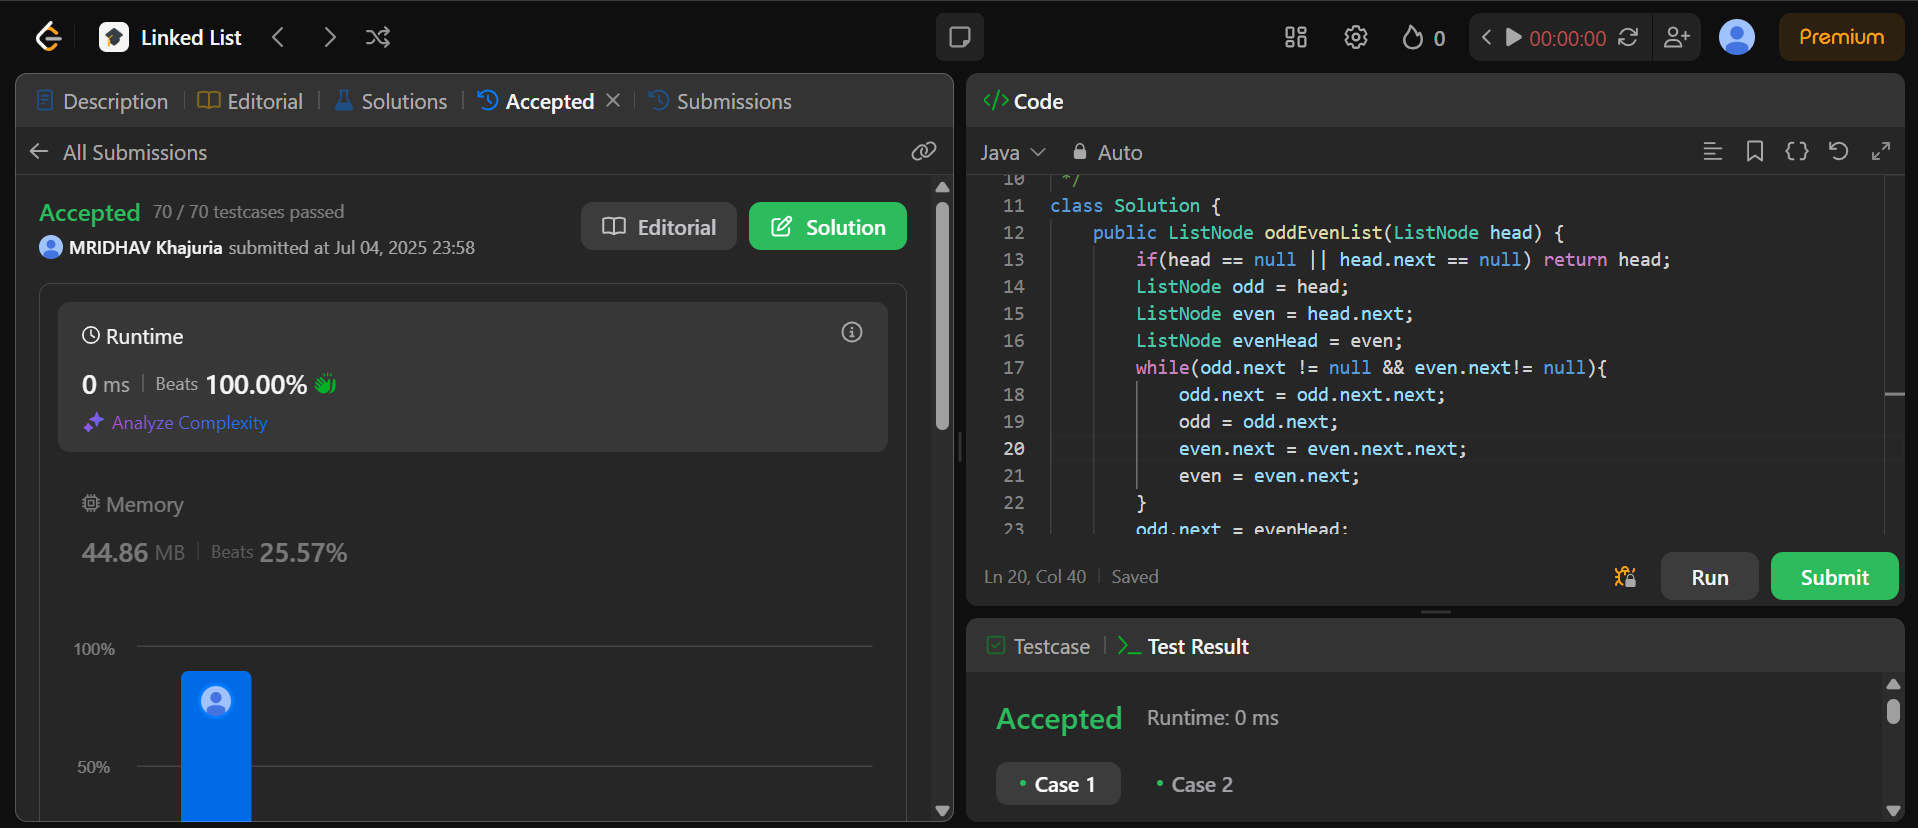 Linked List
0
00:00:00
Premium
Description
Editorial
Solutions
Accepted
Submissions
All Submissions
Accepted 70 / 70 testcases passed
MRIDHAV Khajuria submitted at Jul 04, 2025 23:58
Editorial
Solution
Runtime
0 ms Beats 100.00%
Analyze Complexity
Memory
44.86 MB Beats 25.57%
100%
50%
</> Code
Java Auto
10 */
11 class Solution {
12 public ListNode oddEvenList(ListNode head) {
13 if(head == null || head.next == null) return head;
14 ListNode odd = head;
15 ListNode even = head.next;
16 ListNode evenHead = even;
17 while(odd.next != null && even.next!= null){
18 odd.next = odd.next.next;
19 odd = odd.next;
20 even.next = even.next.next;
21 even = even.next;
22 }
23 odd.next = evenHead;
Ln 20, Col 40 Saved
Run
Submit
Testcase
Test Result
Accepted Runtime: 0 ms
Case 1
Case 2